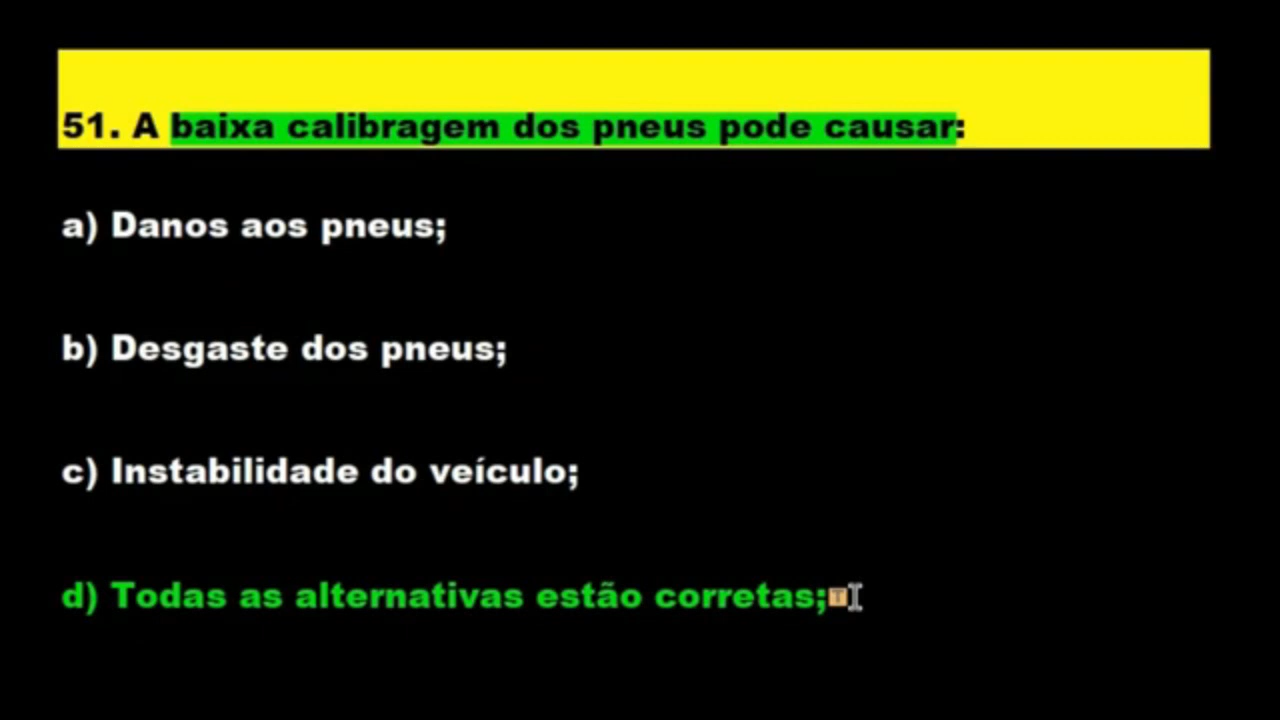 51. A baixa calibragem dos pneus pode causar:
a) Danos aos pneus;
b) Desgaste dos pneus;
c) Instabilidade do veículo;
d) Todas as alternativas estão corretas;